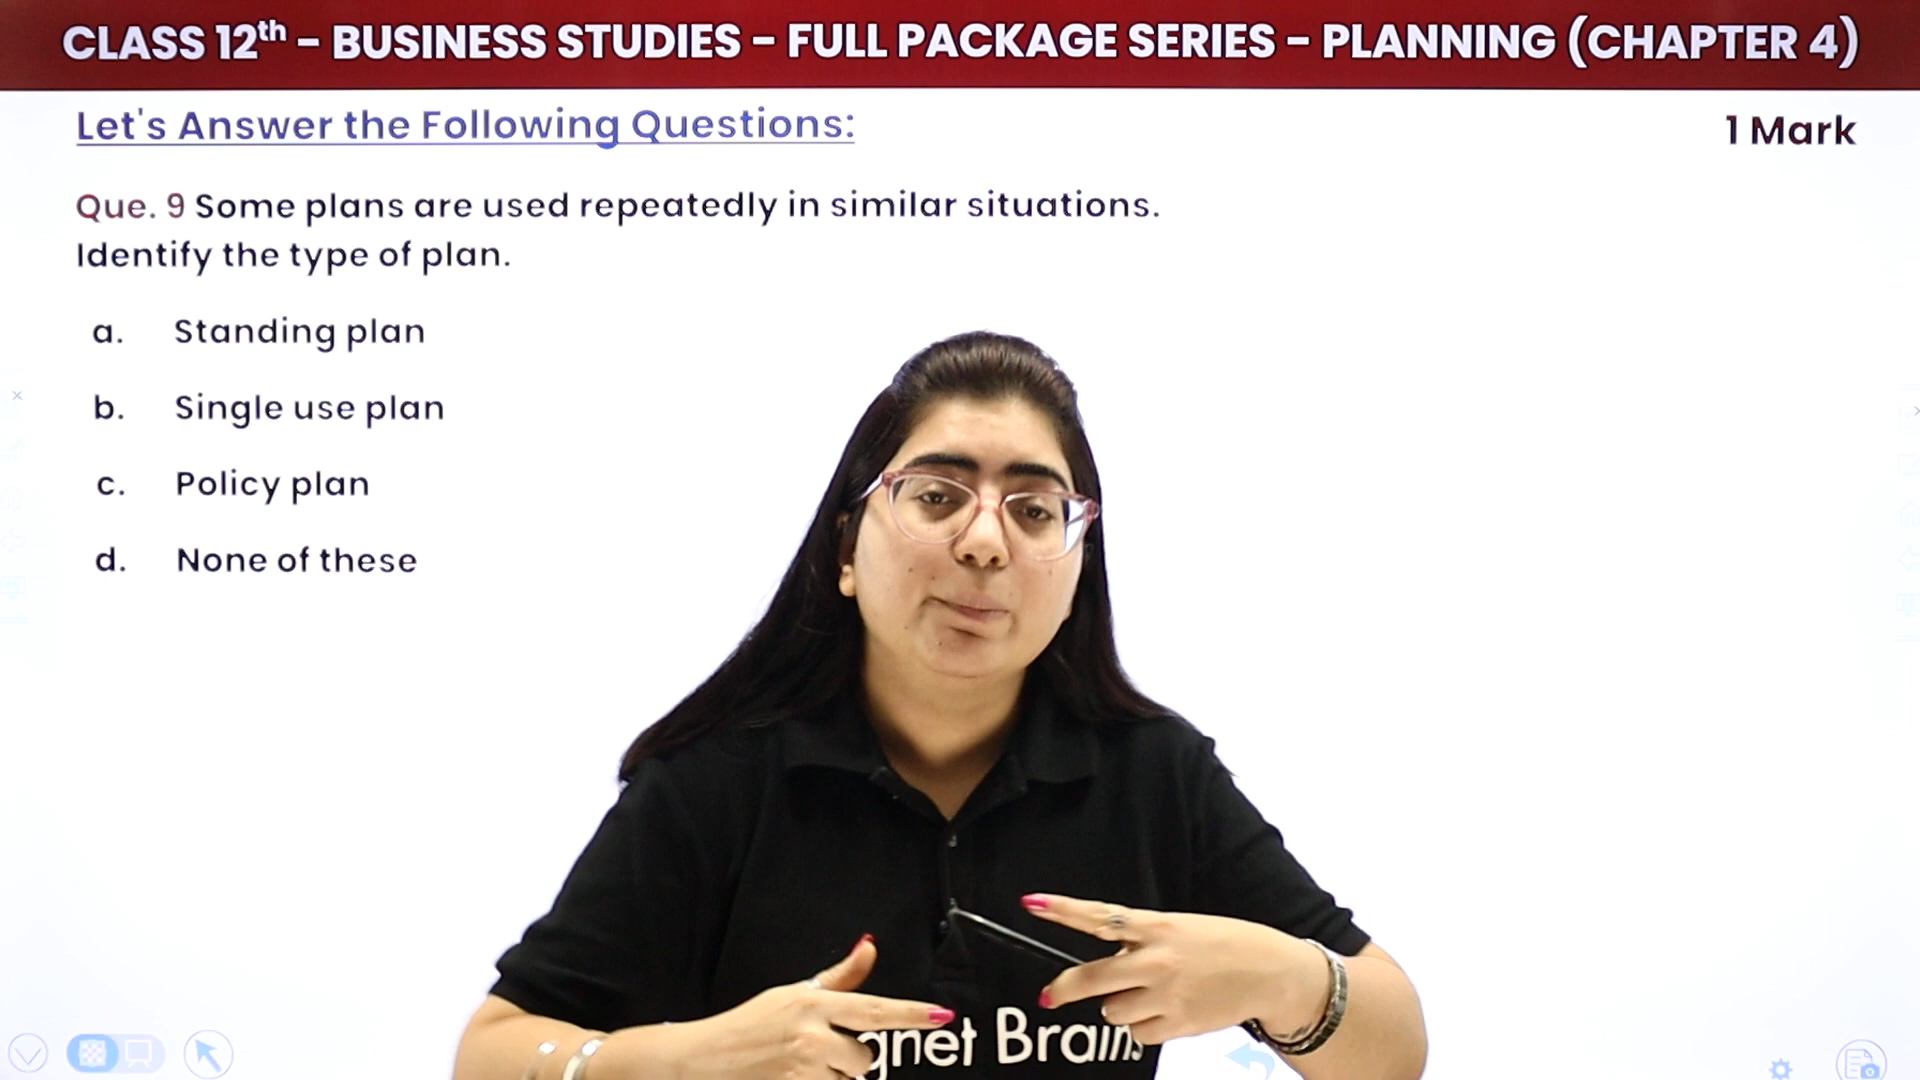 CLASS 12th – BUSINESS STUDIES – FULL PACKAGE SERIES – PLANNING (CHAPTER 4)
Let's Answer the Following Questions:
1 Mark
Que. 9 Some plans are used repeatedly in similar situations.
Identify the type of plan.
a. Standing plan
b. Single use plan
c. Policy plan
d. None of these
gnet Brains